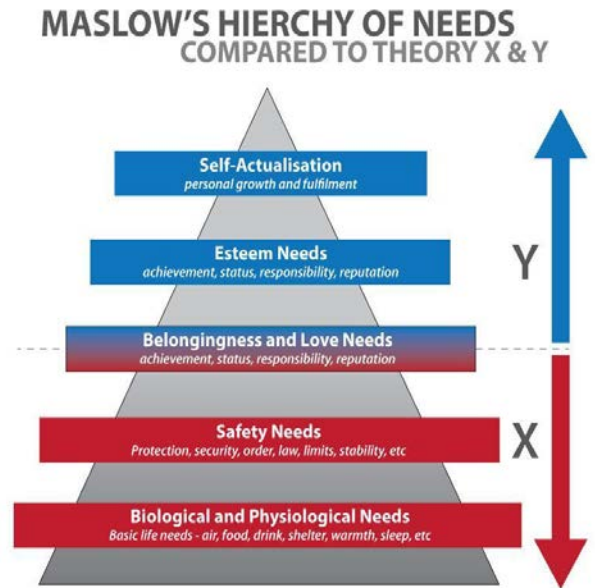 MASLOW'S HIERCHY OF NEEDS
COMPARED TO THEORY X & Y
Self-Actualisation
personal growth and fulfilment
Esteem Needs
achievement, status, responsibility, reputation
Y
Belongingness and Love Needs
achievement, status, responsibility, reputation
Safety Needs
Protection, security, order, law, limits, stability, etc
X
Biological and Physiological Needs
Basic life needs - air, food, drink, shelter, warmth, sleep, etc